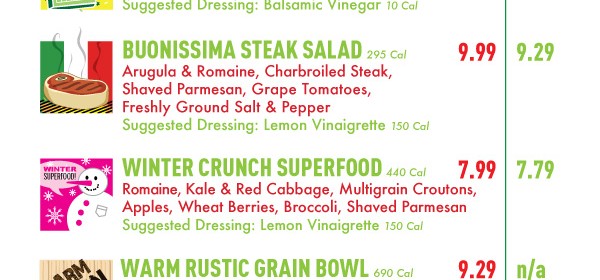 Suggested Dressing: Balsamic Vinegar 10 Cal
BUONISSIMA STEAK SALAD 295 Cal 9.99 9.29
Arugula & Romaine, Charbroiled Steak,
Shaved Parmesan, Grape Tomatoes,
Freshly Ground Salt & Pepper
Suggested Dressing: Lemon Vinaigrette 150 Cal
WINTER
SUPERFOOD!
WINTER CRUNCH SUPERFOOD 440 Cal 7.99 7.79
Romaine, Kale & Red Cabbage, Multigrain Croutons,
Apples, Wheat Berries, Broccoli, Shaved Parmesan
Suggested Dressing: Lemon Vinaigrette 150 Cal
WARM RUSTIC GRAIN BOWL 690 Cal 9.29 n/a